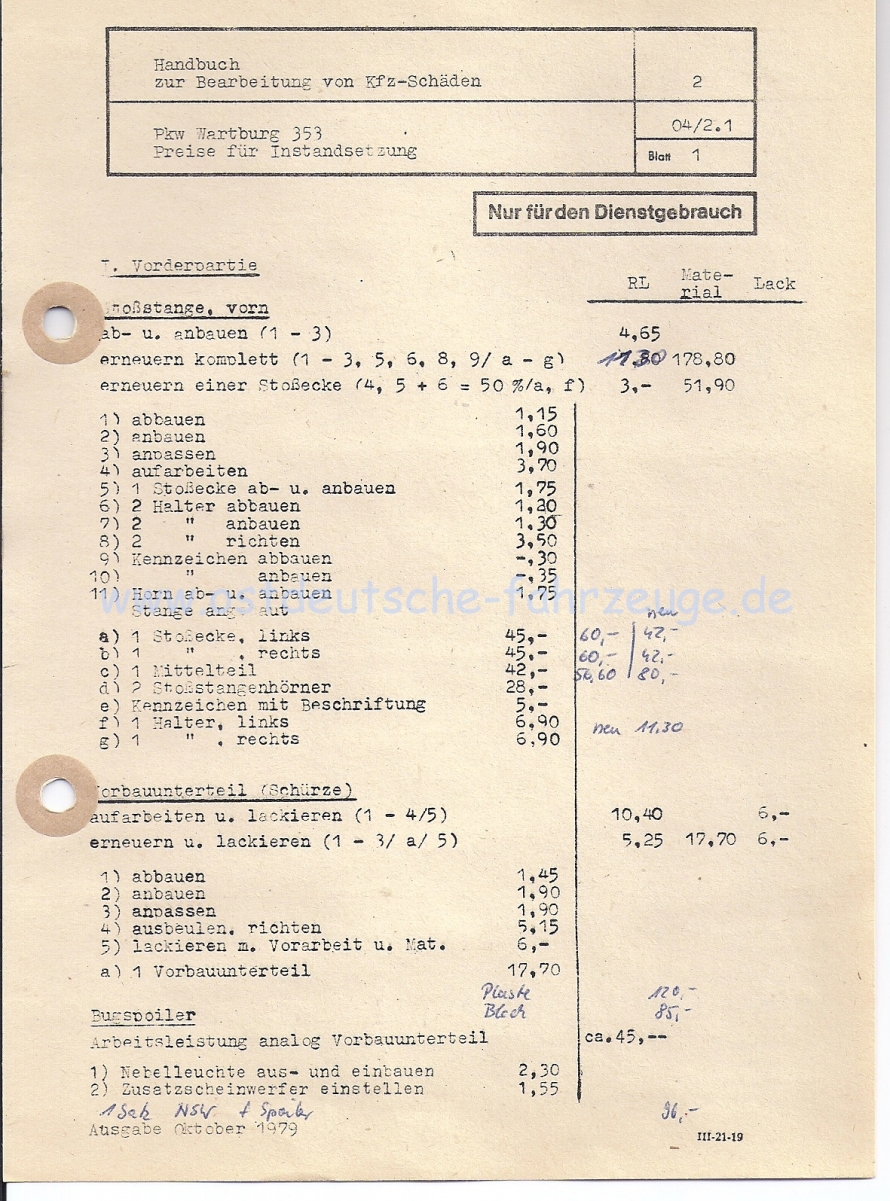 Handbuch
zur Bearbeitung von Kfz-Schäden 2
Pkw Wartburg 353 04/2.1
Preise für Instandsetzung Blatt 1
Nur für den Dienstgebrauch
I. Vorderpartie
RL Mate-rial Lack
Stoßstange, vorn
ab- u. anbauen (1 - 3) 4,65
erneuern komplett (1 - 3, 5, 6, 8, 9/ a - g) 178,80
erneuern einer Stoßecke (4, 5 + 6 = 50 %/a, f) 3,- 51,90
1) abbauen 1,15
2) anbauen 1,60
3) anpassen 1,90
4) aufarbeiten 3,70
5) 1 Stoßecke ab- u. anbauen 1,75
6) 2 Halter abbauen 1,20
7) 2 " anbauen 1,30
8) 2 " richten 3,50
9) Kennzeichen abbauen -,30
10) " anbauen -,35
11) Horn ab- u. anbauen 1,75
www.ostdeutsche-fahrzeuge.de
Stange ang. aut
neu
a) 1 Stoßecke, links 45,- 60,- | 42,-
b) 1 " , rechts 45,- 60,- | 42,-
c) 1 Mittelteil 42,- 56,60 | 80,-
d) 2 Stoßstangenhörner 28,-
e) Kennzeichen mit Beschriftung 5,-
f) 1 Halter, links 6,90 neu 11.30
g) 1 " , rechts 6,90
Vorbauunterteil (Schürze)
aufarbeiten u. lackieren (1 - 4/5) 10,40 6,-
erneuern u. lackieren (1 - 3/ a/ 5) 5,25 17,70 6,-
1) abbauen 1,45
2) anbauen 1,90
3) anpassen 1,90
4) ausbeulen, richten 5,15
5) lackieren m. Vorarbeit u. Mat. 6,-
a) 1 Vorbauunterteil 17,70
Plaste 120,-
Bugspoiler Blech 85,-
Arbeitsleistung analog Vorbauunterteil ca.45,--
1) Nebelleuchte aus- und einbauen 2,30
2) Zusatzscheinwerfer einstellen 1,55
1 Satz NSW f Spoiler 96,-
Ausgabe Oktober 1979
III-21-19